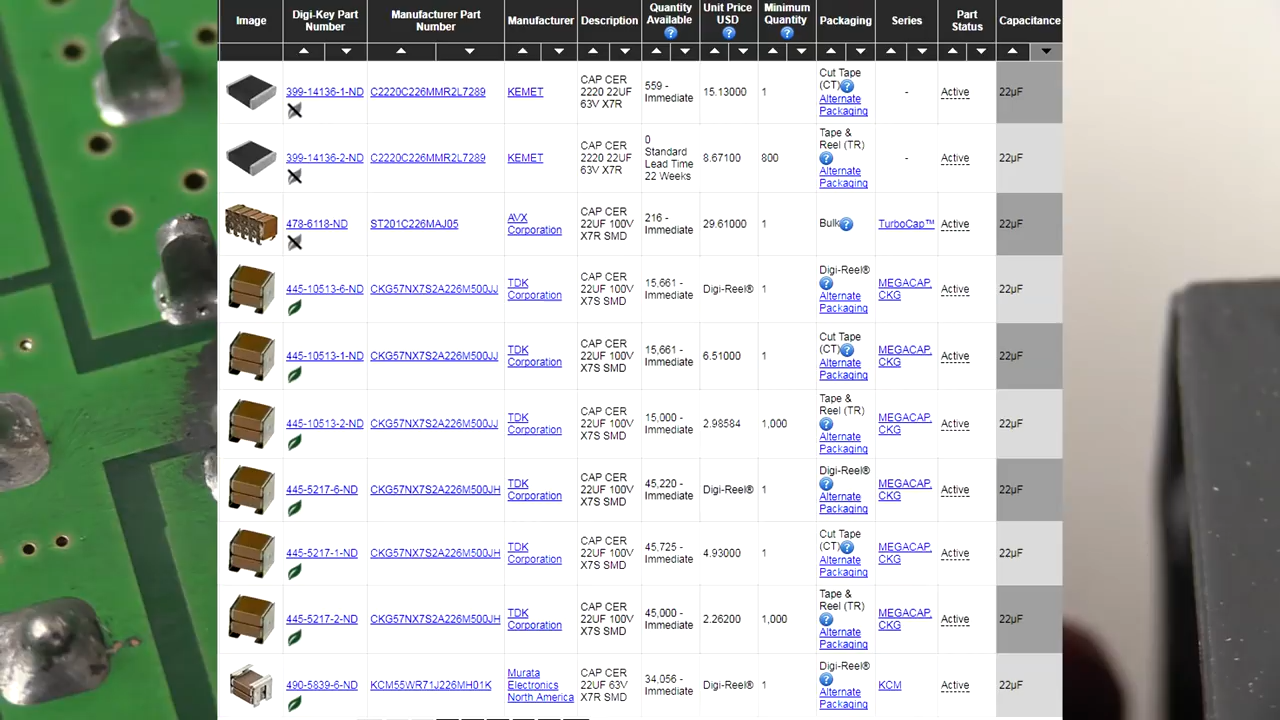 Image
Digi-Key Part
Number
Manufacturer Part
Number
Manufacturer
Description
Quantity
Available
Unit Price
USD
Minimum
Quantity
Packaging
Series
Part
Status
Capacitance
399-14136-1-ND
C2220C226MMR2L7289
KEMET
CAP CER
2220 22UF
63V X7R
559 -
Immediate
15.13000
1
Cut Tape
(CT)
Alternate
Packaging
-
Active
22µF
399-14136-2-ND
C2220C226MMR2L7289
KEMET
CAP CER
2220 22UF
63V X7R
0
Standard
Lead Time
22 Weeks
8.67100
800
Tape &
Reel (TR)
Alternate
Packaging
-
Active
22µF
478-6118-ND
ST201C226MAJ05
AVX
Corporation
CAP CER
22UF 100V
X7R SMD
216 -
Immediate
29.61000
1
Bulk
TurboCap™
Active
22µF
445-10513-6-ND
CKG57NX7S2A226M500JJ
TDK
Corporation
CAP CER
22UF 100V
X7S SMD
15,661 -
Immediate
Digi-Reel®
1
Digi-Reel®
Alternate
Packaging
MEGACAP,
CKG
Active
22µF
445-10513-1-ND
CKG57NX7S2A226M500JJ
TDK
Corporation
CAP CER
22UF 100V
X7S SMD
15,661 -
Immediate
6.51000
1
Cut Tape
(CT)
Alternate
Packaging
MEGACAP,
CKG
Active
22µF
445-10513-2-ND
CKG57NX7S2A226M500JJ
TDK
Corporation
CAP CER
22UF 100V
X7S SMD
15,000 -
Immediate
2.98584
1,000
Tape &
Reel (TR)
Alternate
Packaging
MEGACAP,
CKG
Active
22µF
445-5217-6-ND
CKG57NX7S2A226M500JH
TDK
Corporation
CAP CER
22UF 100V
X7S SMD
45,220 -
Immediate
Digi-Reel®
1
Digi-Reel®
Alternate
Packaging
MEGACAP,
CKG
Active
22µF
445-5217-1-ND
CKG57NX7S2A226M500JH
TDK
Corporation
CAP CER
22UF 100V
X7S SMD
45,725 -
Immediate
4.93000
1
Cut Tape
(CT)
Alternate
Packaging
MEGACAP,
CKG
Active
22µF
445-5217-2-ND
CKG57NX7S2A226M500JH
TDK
Corporation
CAP CER
22UF 100V
X7S SMD
45,000 -
Immediate
2.26200
1,000
Tape &
Reel (TR)
Alternate
Packaging
MEGACAP,
CKG
Active
22µF
490-5839-6-ND
KCM55WR71J226MH01K
Murata
Electronics
North America
CAP CER
22UF 63V
X7R SMD
34,056 -
Immediate
Digi-Reel®
1
Digi-Reel®
Alternate
Packaging
KCM
Active
22µF